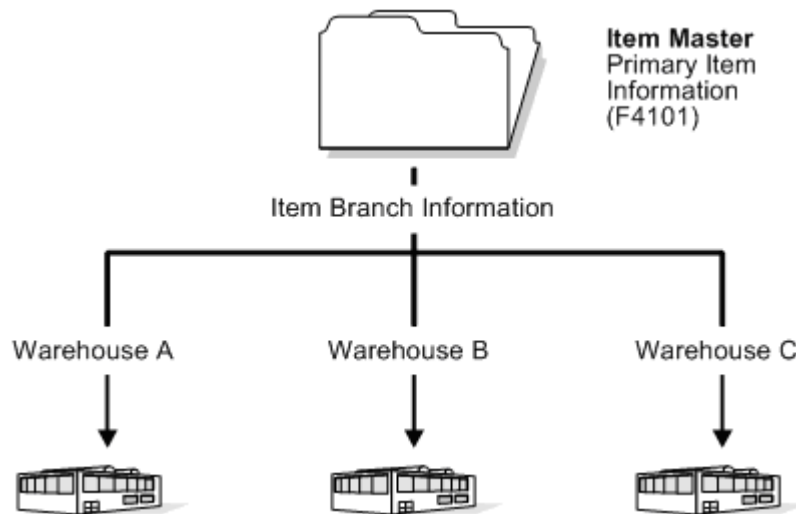 Item Master
Primary Item
Information
(F4101)
Item Branch Information
Warehouse A
Warehouse B
Warehouse C